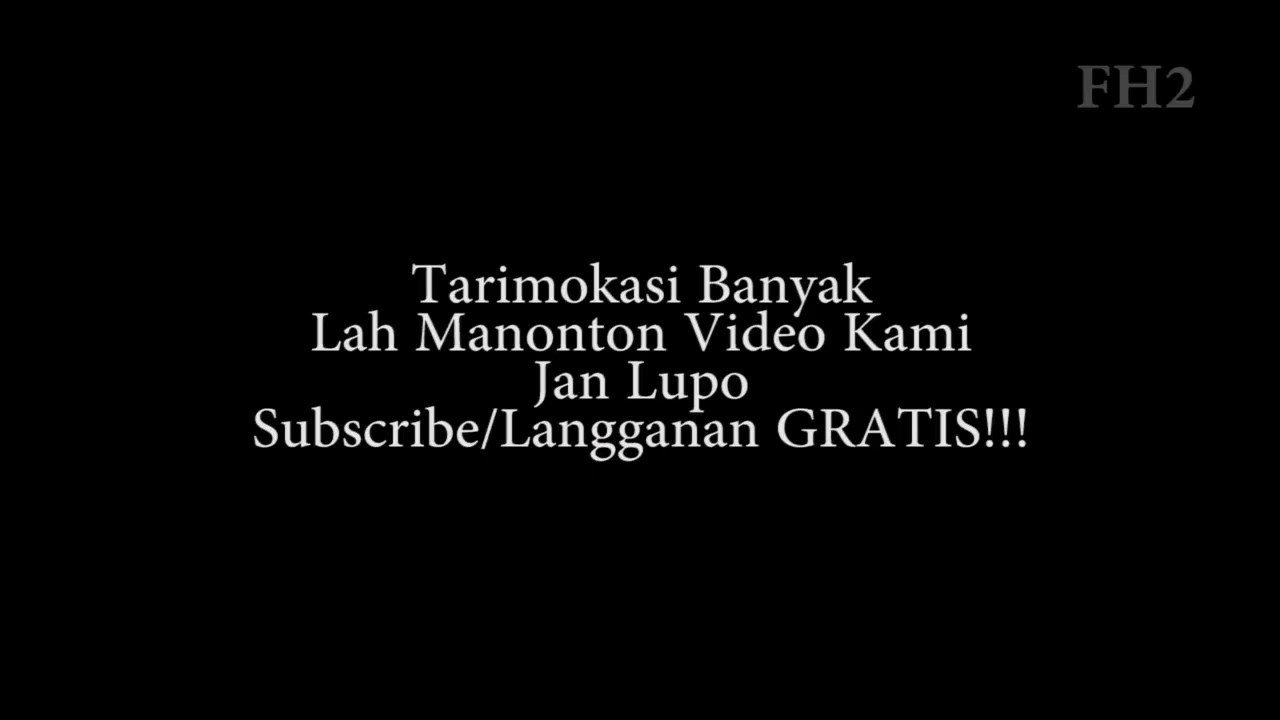 FH2
Tarimokasi Banyak
Lah Manonton Video Kami
Jan Lupo
Subscribe/Langganan GRATIS!!!